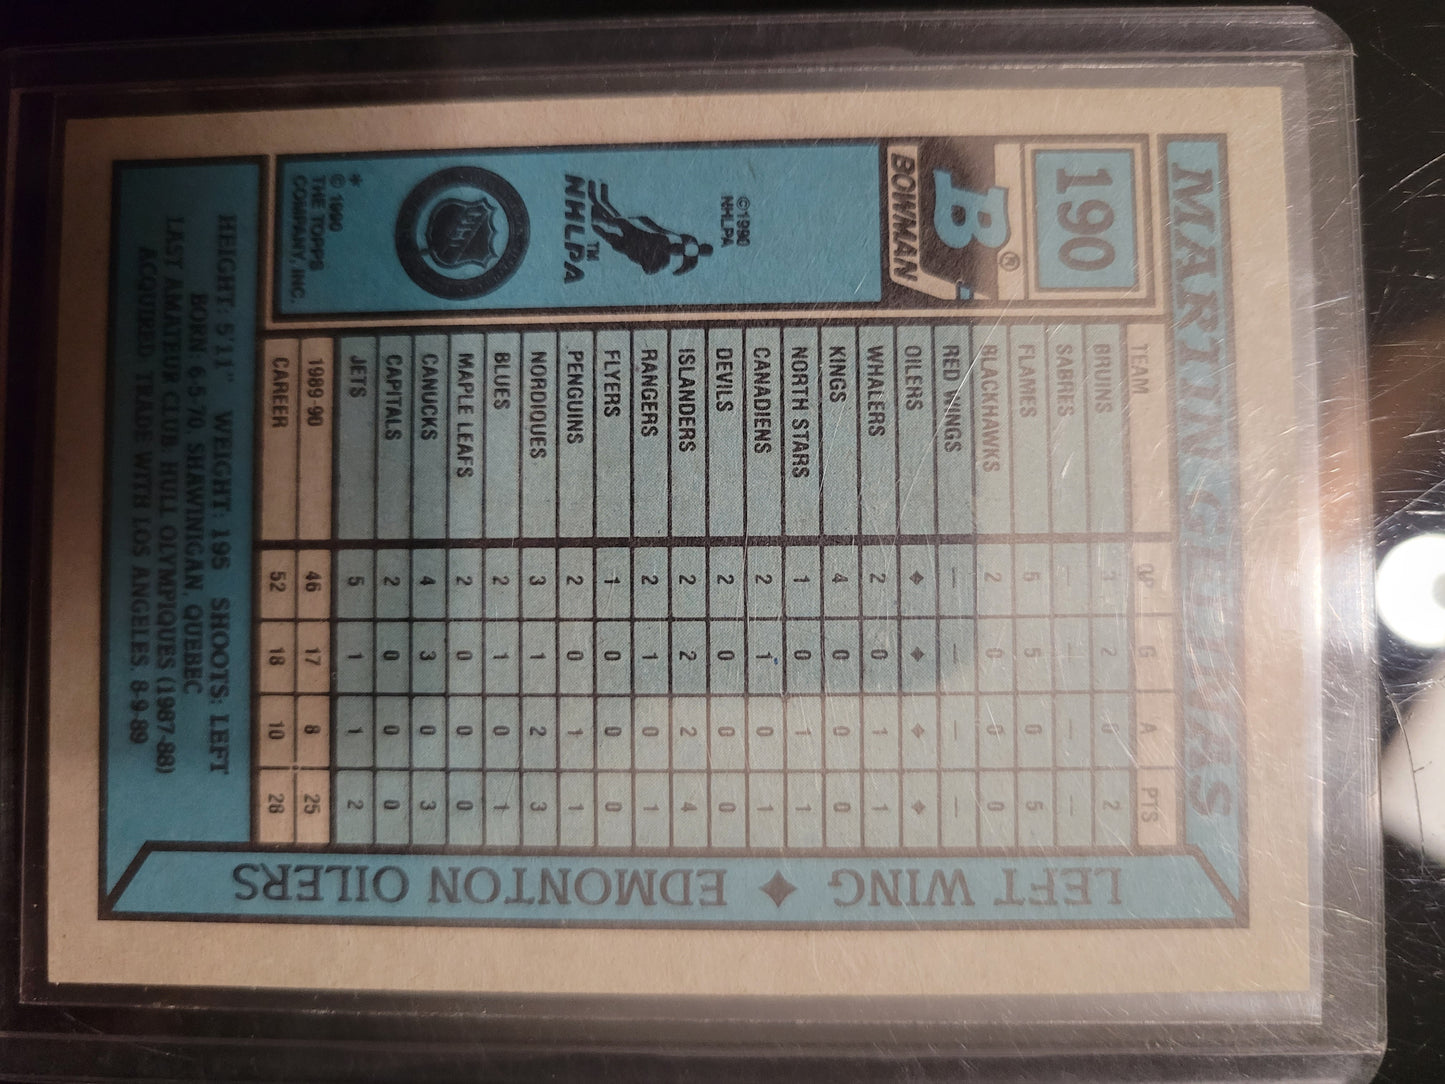 MARTIN GELINAS
190
B®
BOWMAN
©1990
NHLPA
NHLPA™
NHL
*
© 1990
THE TOPPS
COMPANY, INC.
TEAM GP G A PTS
BRUINS 3 2 0 2
SABRES — — — —
FLAMES 5 5 0 5
BLACKHAWKS 2 0 0 0
RED WINGS — — — —
OILERS ♦ ♦ ♦ ♦
WHALERS 2 0 1 1
KINGS 4 0 0 0
NORTH STARS 1 0 1 1
CANADIENS 2 1 0 1
DEVILS 2 0 0 0
ISLANDERS 2 2 2 4
RANGERS 2 1 0 1
FLYERS 1 0 0 0
PENGUINS 2 0 1 1
NORDIQUES 3 1 2 3
BLUES 2 1 0 1
MAPLE LEAFS 2 0 0 0
CANUCKS 4 3 0 3
CAPITALS 2 0 0 0
JETS 5 1 1 2
1989-90 46 17 8 25
CAREER 52 18 10 28
LEFT WING ♦ EDMONTON OILERS
HEIGHT: 5'11" WEIGHT: 195 SHOOTS: LEFT
BORN: 6-5-70, SHAWINIGAN, QUEBEC
LAST AMATEUR CLUB: HULL OLYMPIQUES (1987-88)
ACQUIRED: TRADE WITH LOS ANGELES, 8-9-89